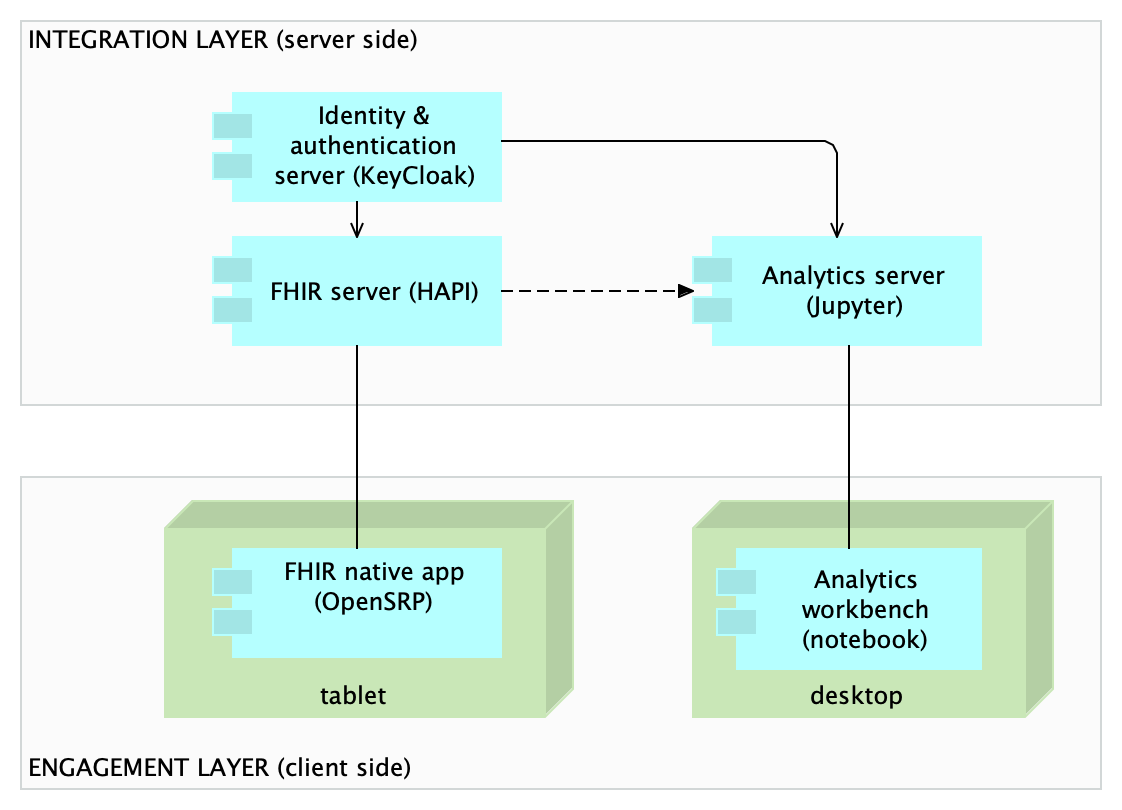 INTEGRATION LAYER (server side)
Identity &
authentication
server (KeyCloak)
FHIR server (HAPI)
Analytics server
(Jupyter)
FHIR native app
(OpenSRP)
tablet
Analytics
workbench
(notebook)
desktop
ENGAGEMENT LAYER (client side)